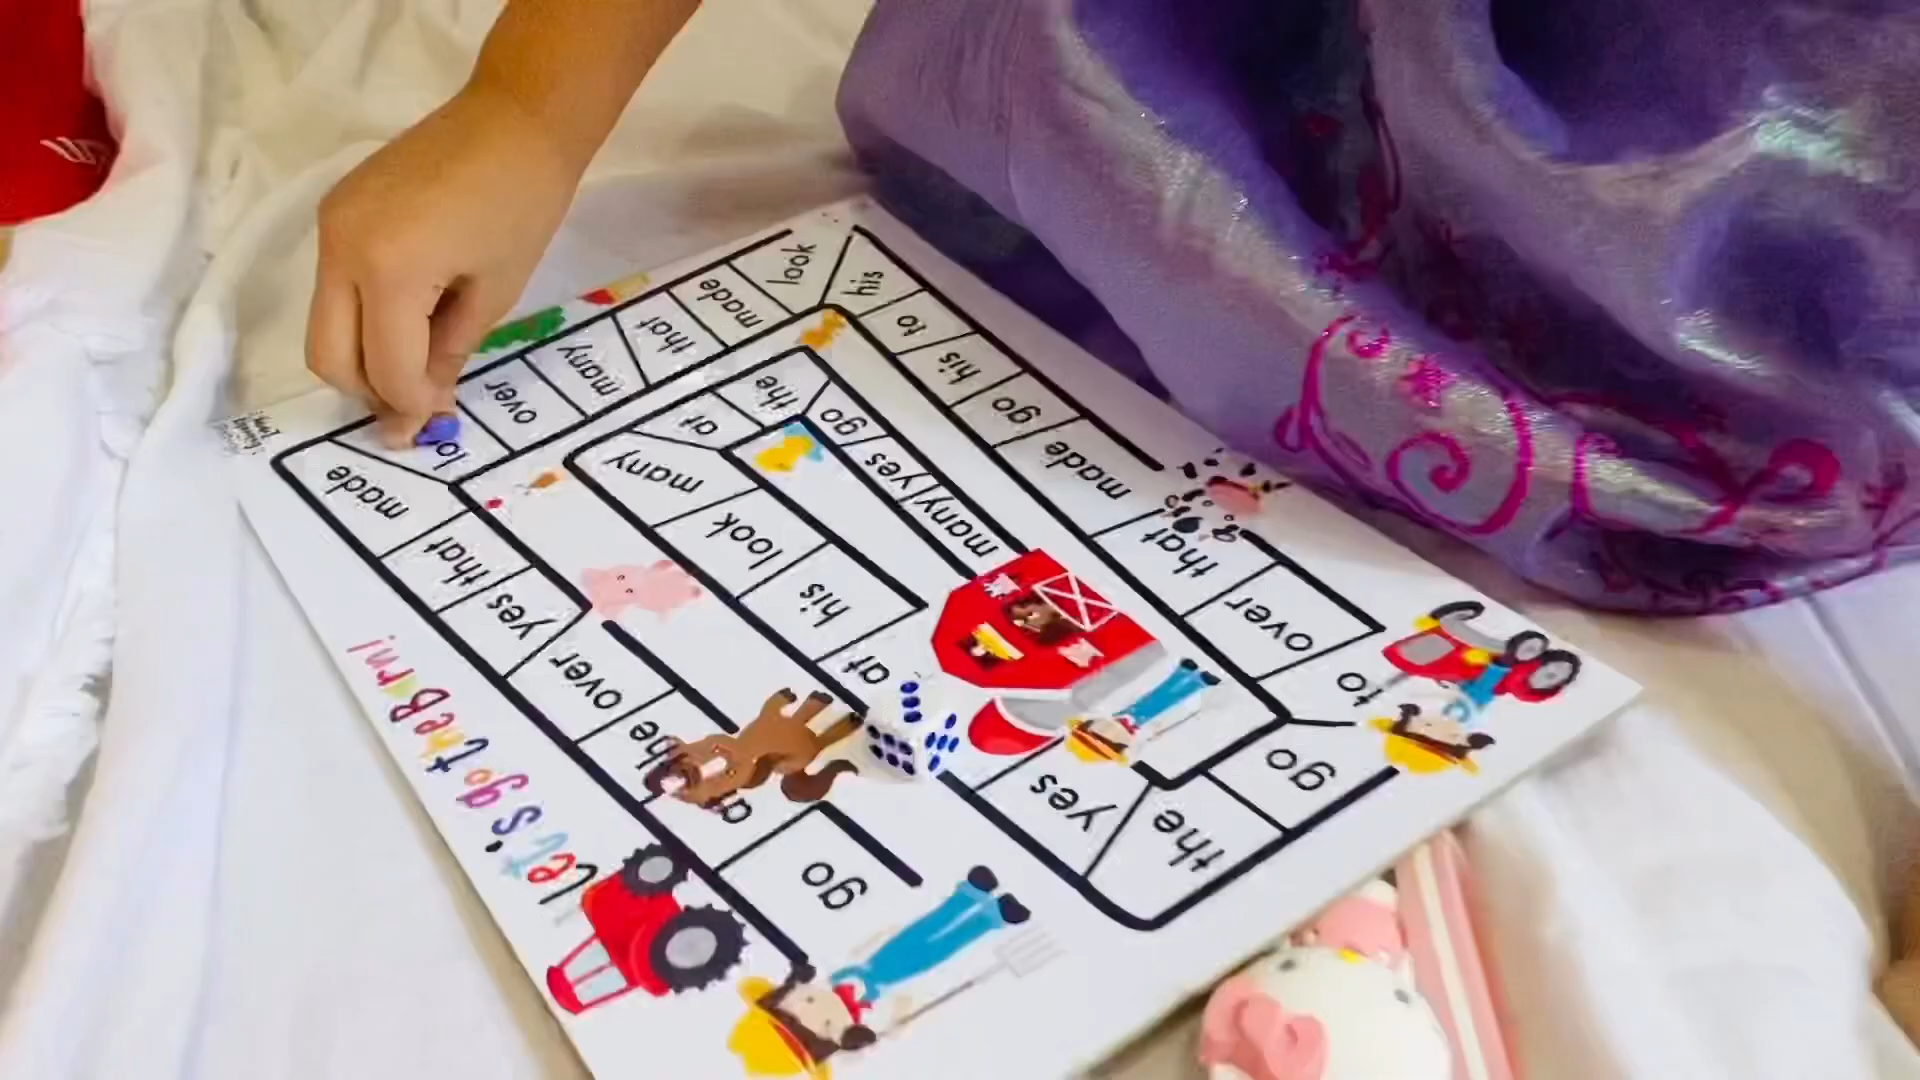 Let's go to the Barn!
go
the
over
yes
that
made
lo
over
many
that
made
look
his
to
his
go
made
that
over
to
go
the
yes
at
his
look
many
at
the
go
yes
many